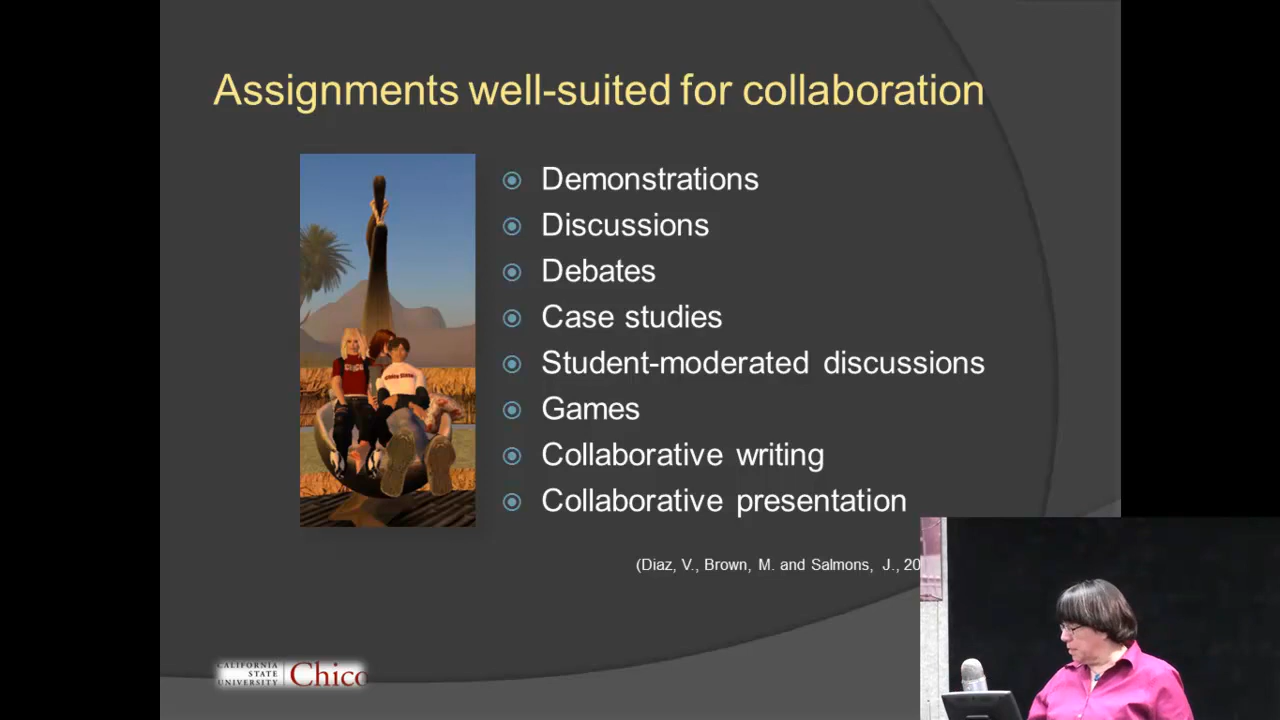 Assignments well-suited for collaboration
Demonstrations
Discussions
Debates
Case studies
Student-moderated discussions
Games
Collaborative writing
Collaborative presentation
(Diaz, V., Brown, M. and Salmons, J., 20
CALIFORNIA
STATE
UNIVERSITY
Chico